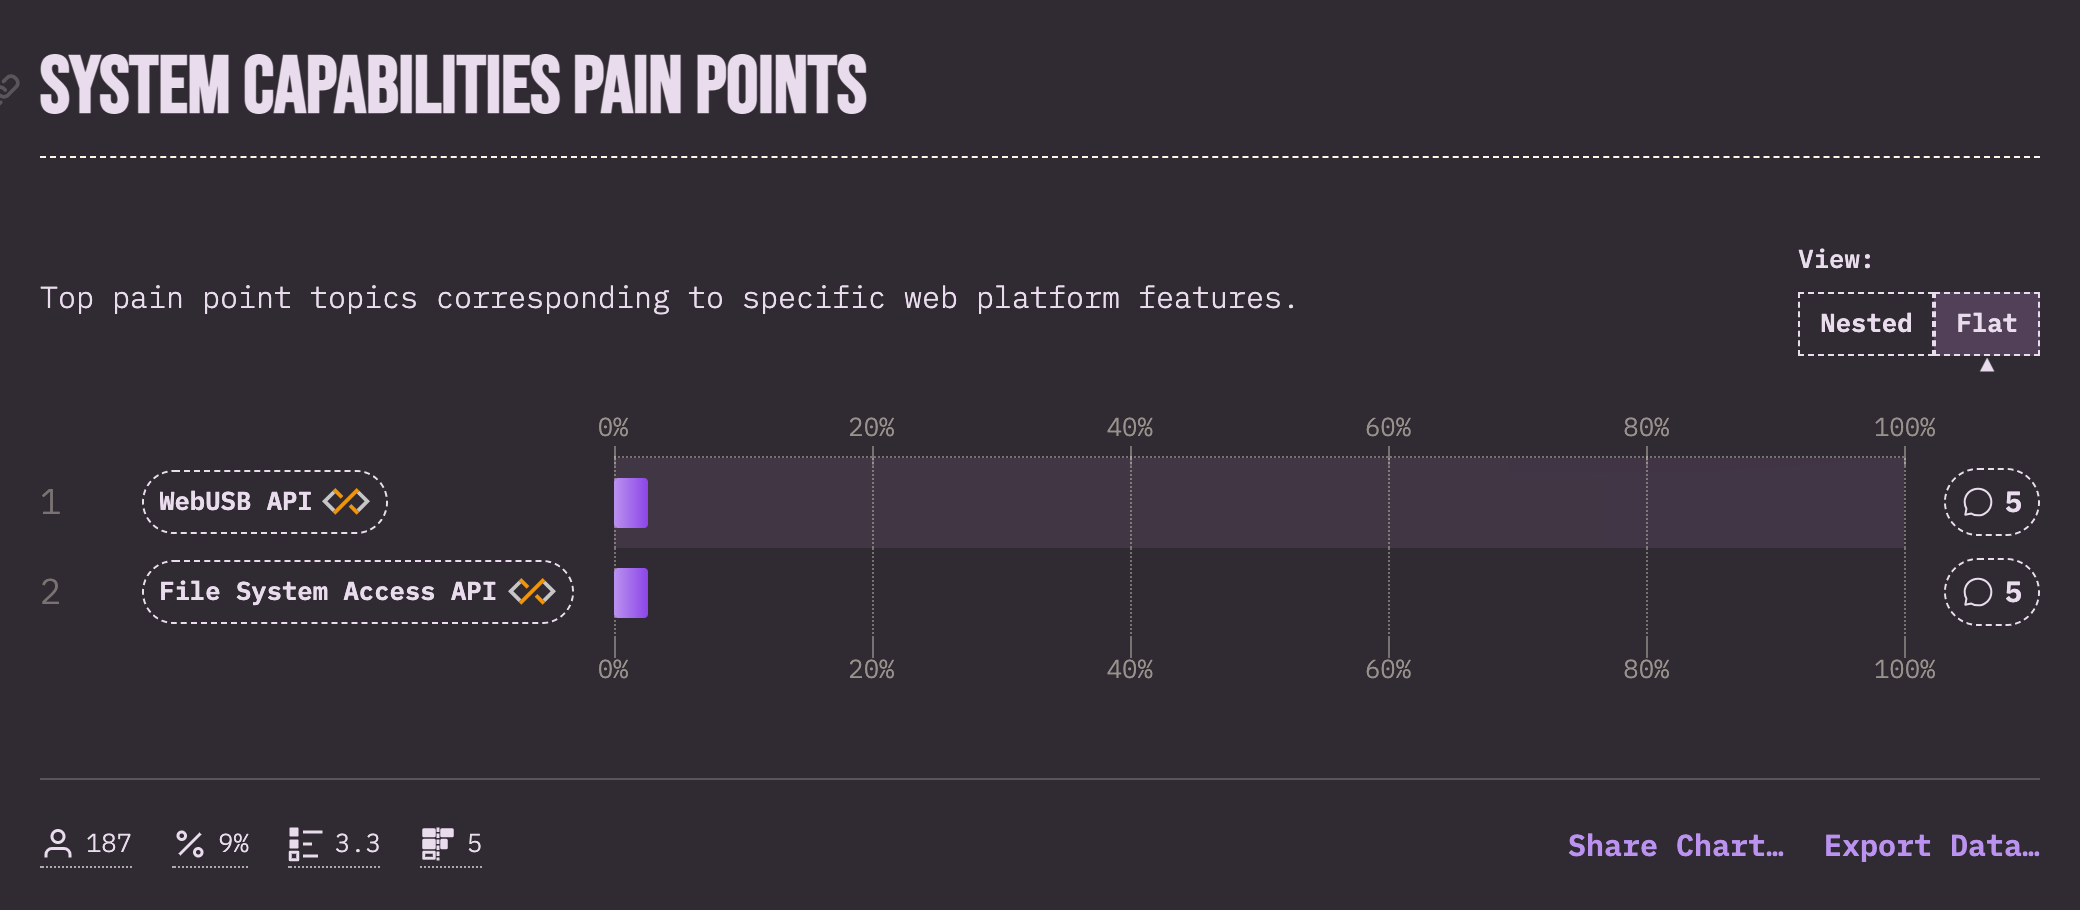 SYSTEM CAPABILITIES PAIN POINTS
Top pain point topics corresponding to specific web platform features.
View:
Nested Flat
0% 20% 40% 60% 80% 100%
1 WebUSB API 5
2 File System Access API 5
0% 20% 40% 60% 80% 100%
187 9% 3.3 5 Share Chart… Export Data…